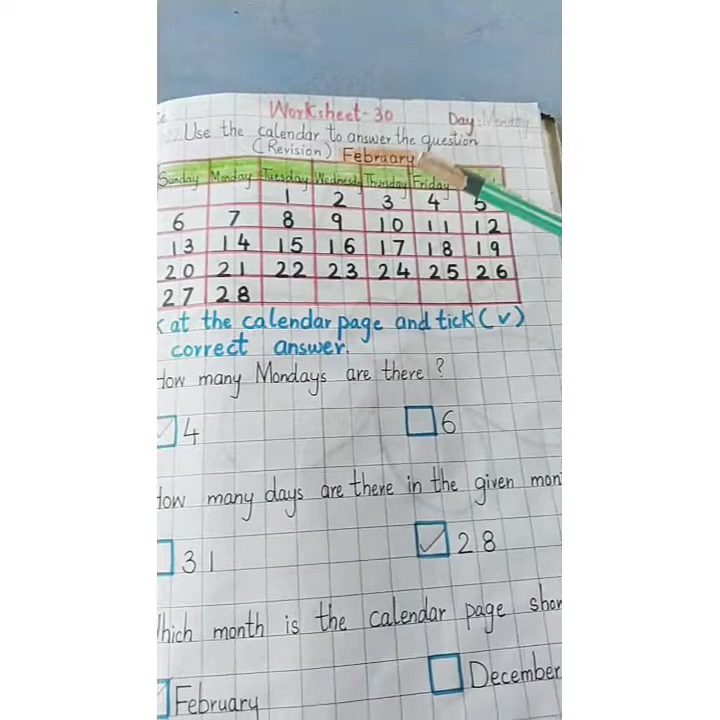 Worksheet-30
Day: Monday
Use the calendar to answer the question
(Revision) February
Sunday Monday Tuesday Wednesday Thursday Friday
1 2 3 4 5
6 7 8 9 10 11 12
13 14 15 16 17 18 19
20 21 22 23 24 25 26
27 28
at the calendar page and tick (✓)
correct answer.
How many Mondays are there?
4 6
How many days are there in the given mon
31 28
Which month is the calendar page show
February December